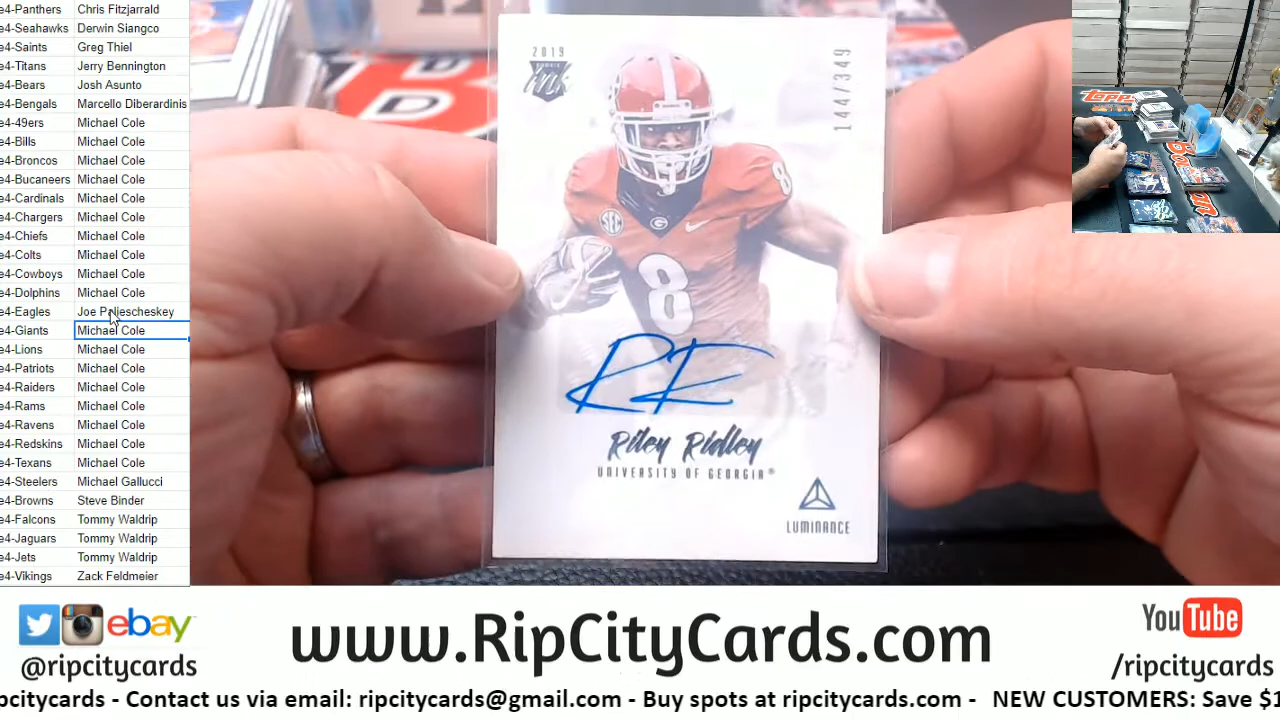 e4-Panthers Chris Fitzjarrald
e4-Seahawks Derwin Siangco
e4-Saints Greg Thiel
e4-Titans Jerry Bennington
e4-Bears Josh Asunto
e4-Bengals Marcello Diberardinis
e4-49ers Michael Cole
e4-Bills Michael Cole
e4-Broncos Michael Cole
e4-Bucaneers Michael Cole
e4-Cardinals Michael Cole
e4-Chargers Michael Cole
e4-Chiefs Michael Cole
e4-Colts Michael Cole
e4-Cowboys Michael Cole
e4-Dolphins Michael Cole
e4-Eagles Joe
e4-Giants Michael Cole
e4-Lions Michael Cole
e4-Patriots Michael Cole
e4-Raiders Michael Cole
e4-Rams Michael Cole
e4-Ravens Michael Cole
e4-Redskins Michael Cole
e4-Texans Michael Cole
e4-Steelers Michael Gallucci
e4-Browns Steve Binder
e4-Falcons Tommy Waldrip
e4-Jaguars Tommy Waldrip
e4-Jets Tommy Waldrip
e4-Vikings Zack Feldmeier
2019
ROOKIE
INK
144/349
8
SEC
G
8
Riley Ridley
UNIVERSITY OF GEORGIA®
LUMINANCE
Topps
ebay
@ripcitycards
www.RipCityCards.com
YouTube
/ripcitycards
pcitycards - Contact us via email: ripcitycards@gmail.com - Buy spots at ripcitycards.com - NEW CUSTOMERS: Save $1